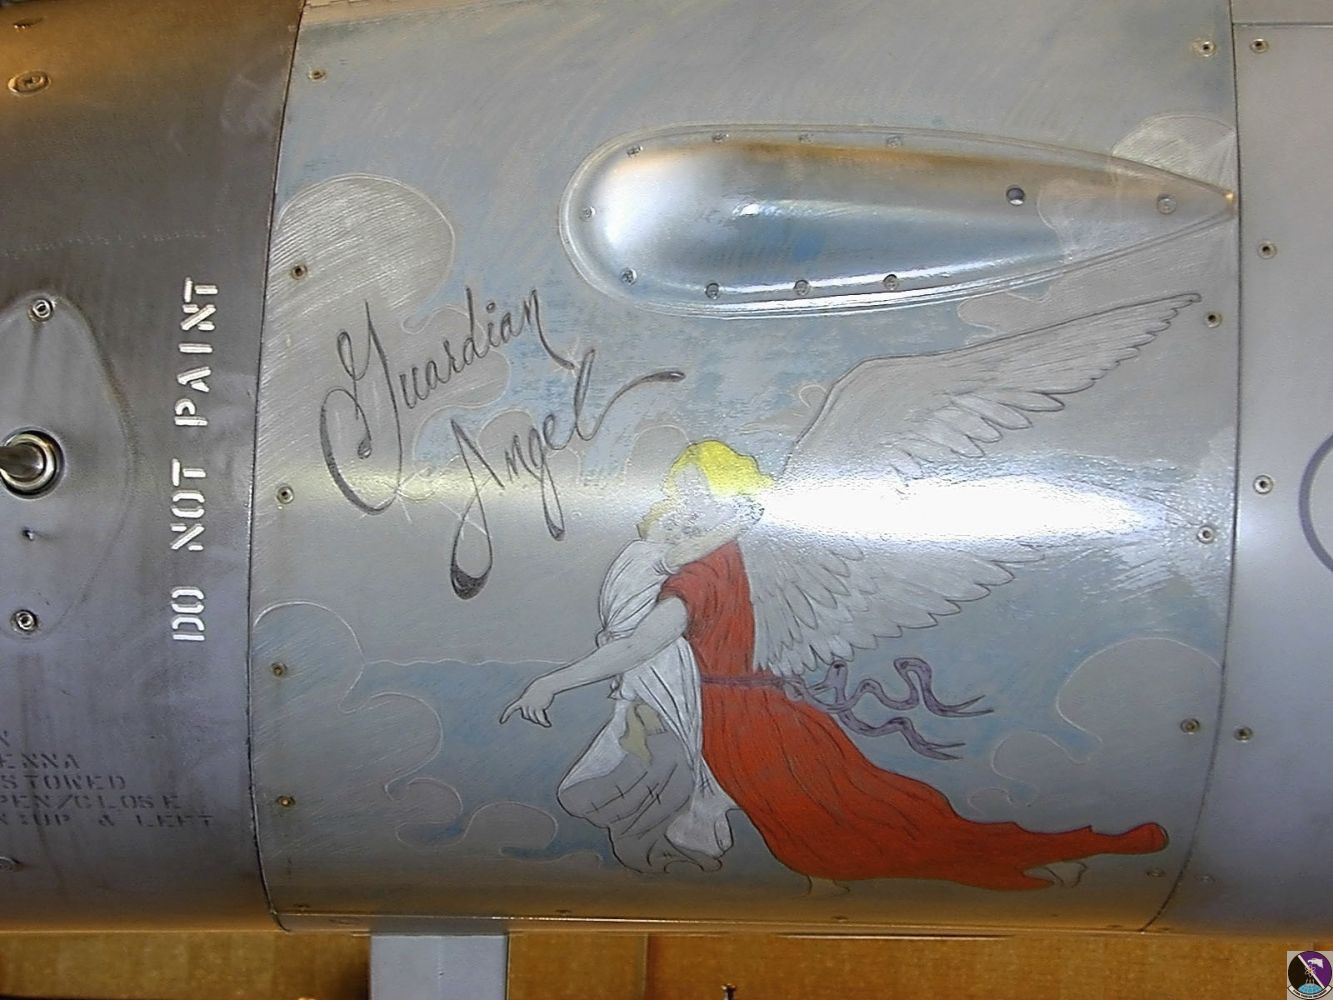 Guardian
Angel
DO NOT PAINT
N
ENNA
STOWED
PEN/CLOSE
UP & LEFT